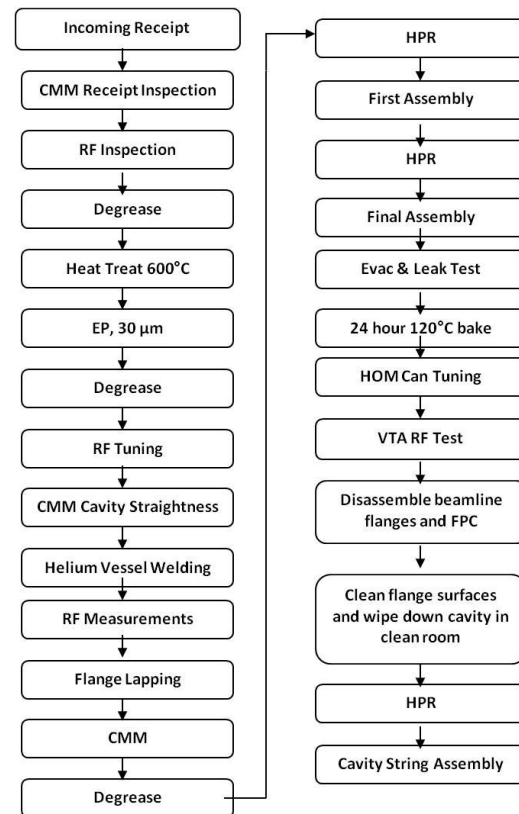 Incoming Receipt
CMM Receipt Inspection
RF Inspection
Degrease
Heat Treat 600°C
EP, 30 µm
Degrease
RF Tuning
CMM Cavity Straightness
Helium Vessel Welding
RF Measurements
Flange Lapping
CMM
Degrease
HPR
First Assembly
HPR
Final Assembly
Evac & Leak Test
24 hour 120°C bake
HOM Can Tuning
VTA RF Test
Disassemble beamline
flanges and FPC
Clean flange surfaces
and wipe down cavity in
clean room
HPR
Cavity String Assembly